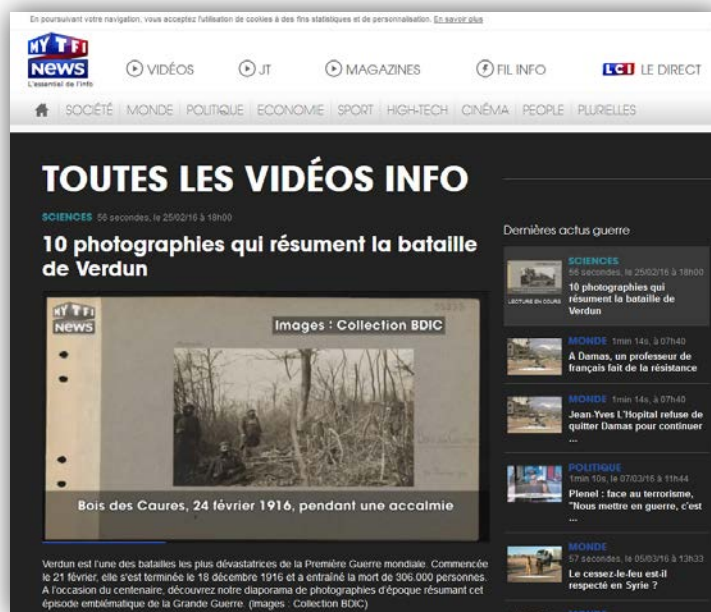 En poursuivant votre navigation, vous acceptez l'utilisation de cookies à des fins statistiques et de personnalisation. En savoir plus
MY TF1
NEWS
L'essentiel de l'info
VIDÉOS
JT
MAGAZINES
FIL INFO
LCI LE DIRECT
SOCIÉTÉ MONDE POLITIQUE ECONOMIE SPORT HIGH-TECH CINÉMA PEOPLE PLURIELLES
TOUTES LES VIDÉOS INFO
SCIENCES 56 secondes, le 25/02/16 à 18h00
10 photographies qui résument la bataille
de Verdun
MY TF1
NEWS
Images : Collection BDIC
Bois des Caures, 24 février 1916, pendant une accalmie
Verdun est l'une des batailles les plus dévastatrices de la Première Guerre mondiale. Commencée
le 21 février, elle s'est terminée le 18 décembre 1916 et a entraîné la mort de 306.000 personnes.
A l'occasion du centenaire, découvrez notre diaporama de photographies d'époque résumant cet
épisode emblématique de la Grande Guerre. (Images : Collection BDIC)
Dernières actus guerre
SCIENCES
56 secondes, le 25/02/16 à 18h00
10 photographies qui
résument la bataille de
Verdun
LECTURE EN COURS
MONDE 1min 14s, à 07h40
A Damas, un professeur de
français fait de la résistance
MONDE 1min 14s, à 07h40
Jean-Yves L'Hopital refuse de
quitter Damas pour continuer
...
POLITIQUE
1min 10s, le 07/03/16 à 11h44
Plenel : face au terrorisme,
"Nous mettre en guerre, c'est
...
MONDE
57 secondes, le 05/03/16 à 13h33
Le cessez-le-feu est-il
respecté en Syrie ?